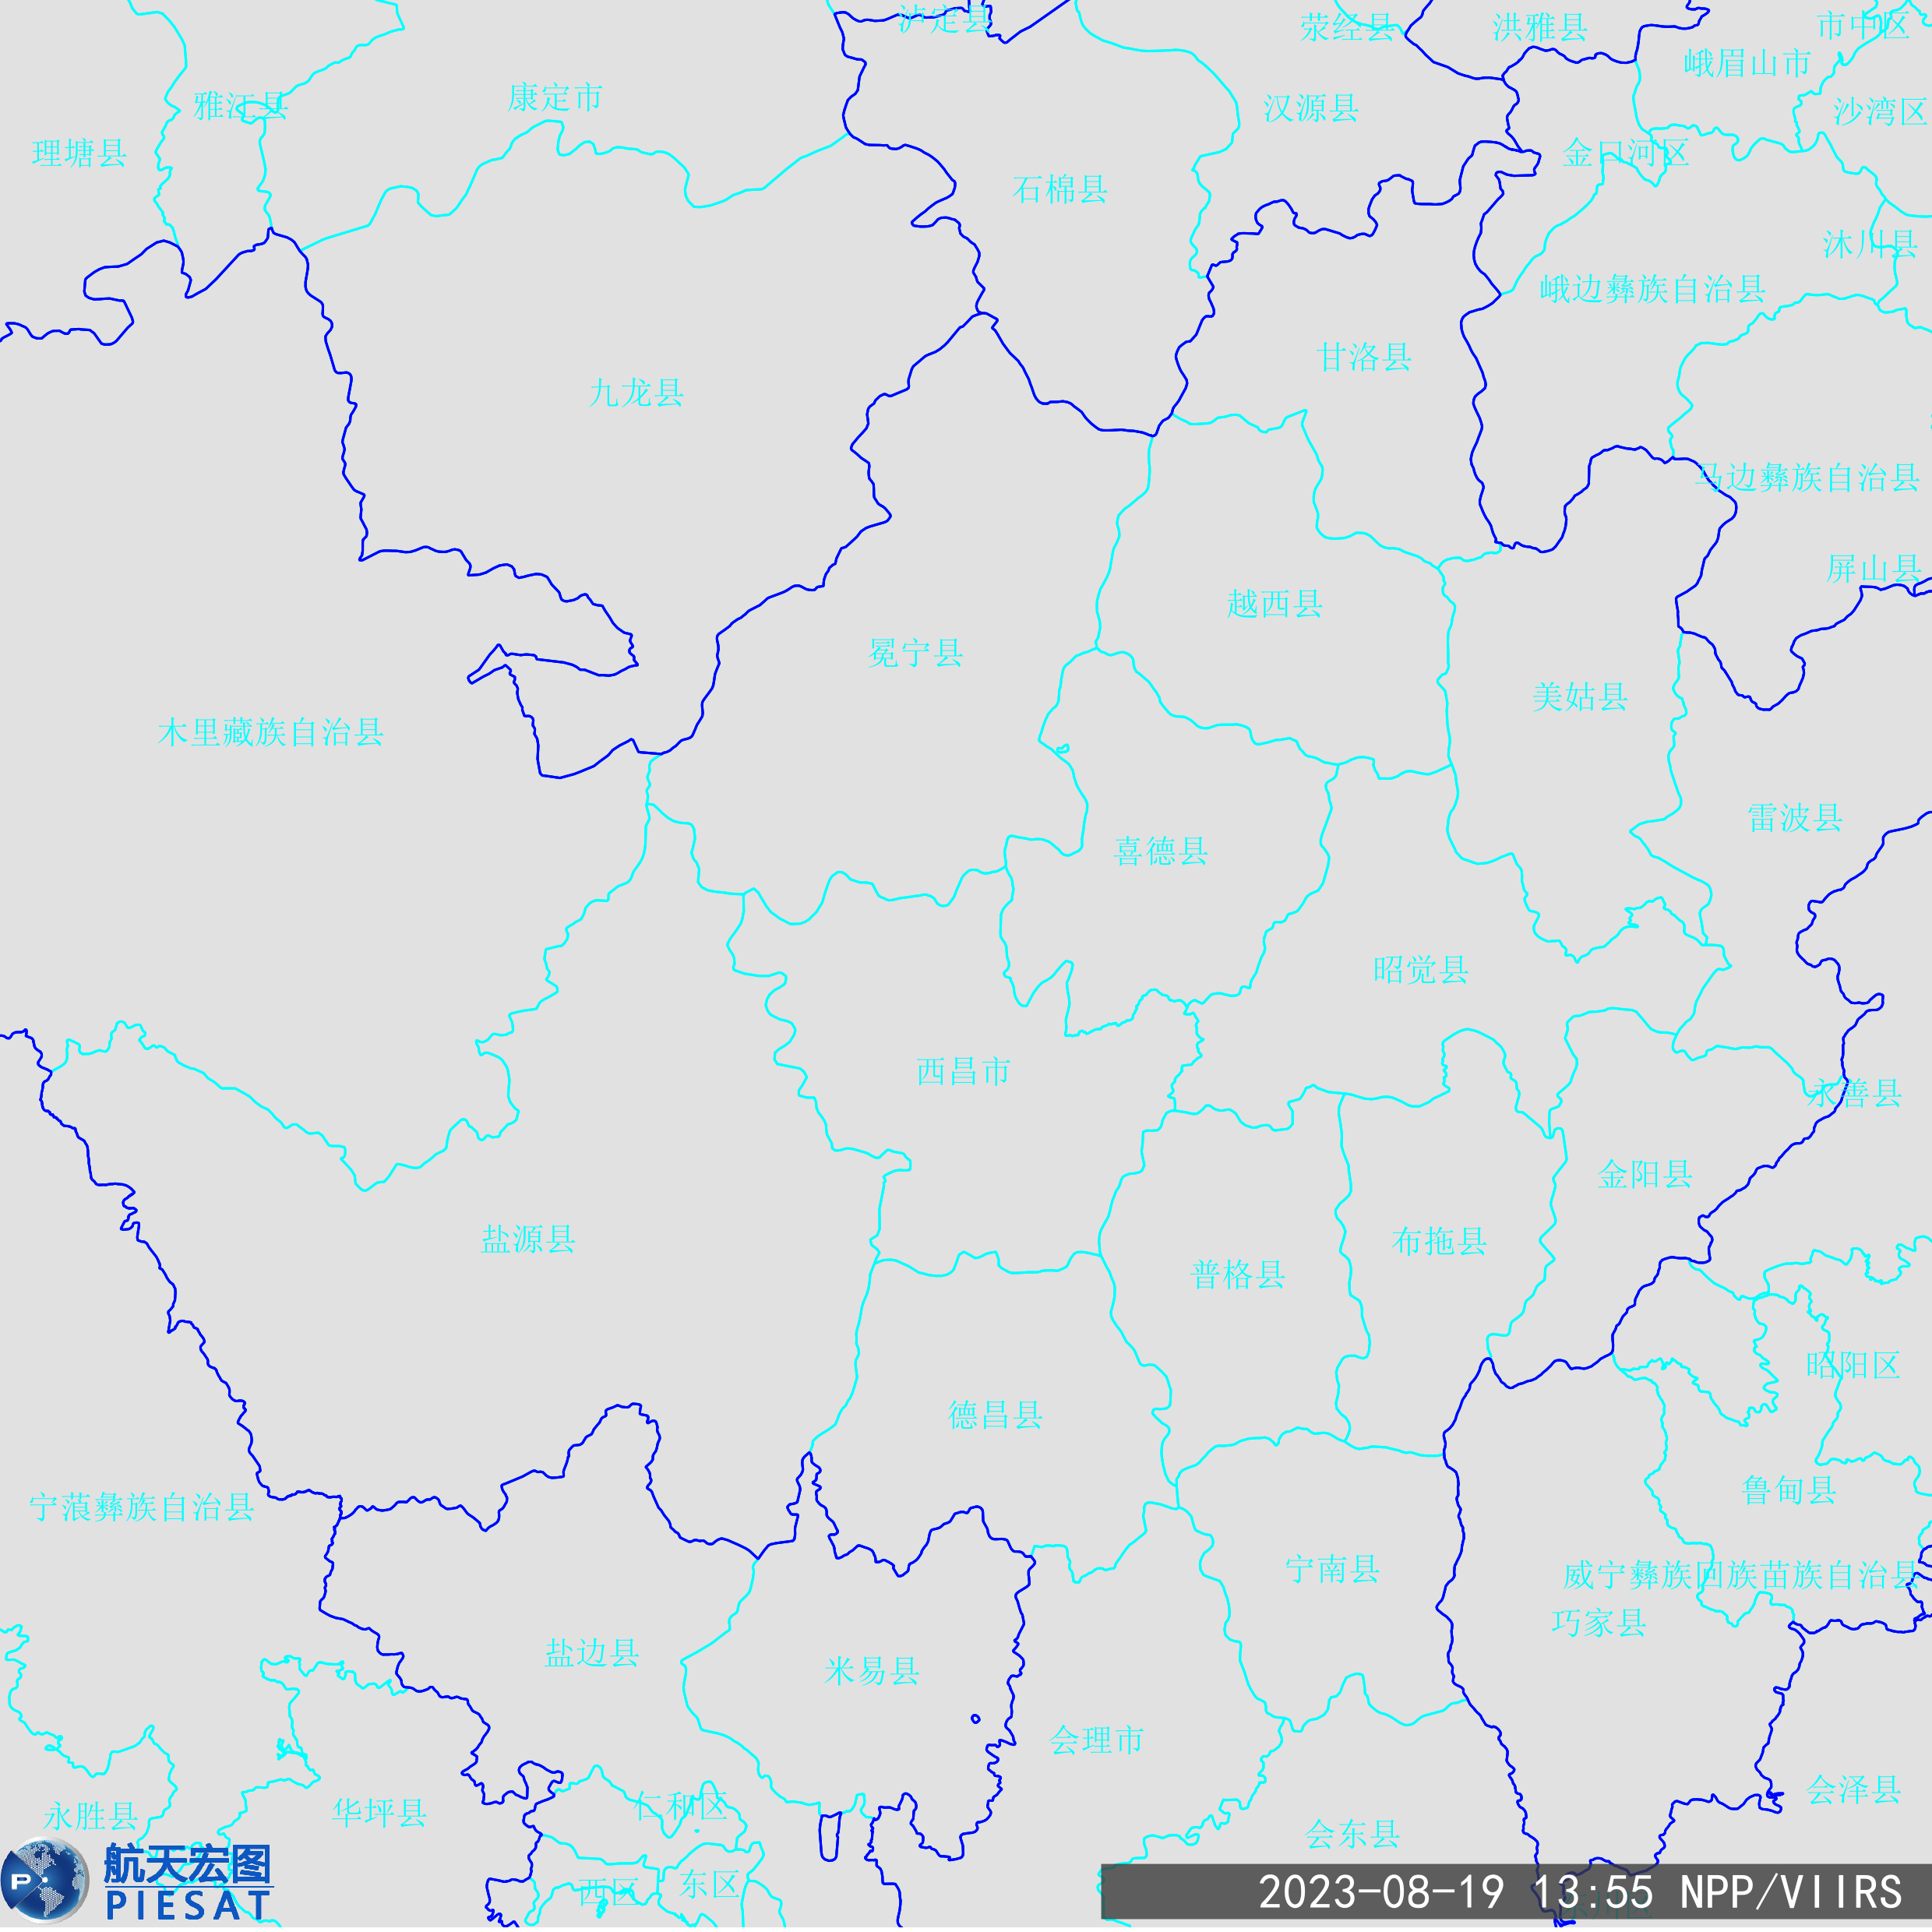 泸定县
荥经县
洪雅县
市中区
峨眉山市
雅江县
康定市
汉源县
沙湾区
理塘县
金口河区
石棉县
沐川县
峨边彝族自治县
甘洛县
九龙县
马边彝族自治县
屏山县
越西县
冕宁县
美姑县
木里藏族自治县
雷波县
喜德县
昭觉县
西昌市
永善县
金阳县
盐源县
布拖县
普格县
昭阳区
德昌县
鲁甸县
宁蒗彝族自治县
宁南县
威宁彝族回族苗族自治县
巧家县
盐边县
米易县
会理市
会泽县
仁和区
永胜县
华坪县
会东县
航天宏图
PIESAT
P
西区
东区
2023-08-19 13:55 NPP/VIIRS